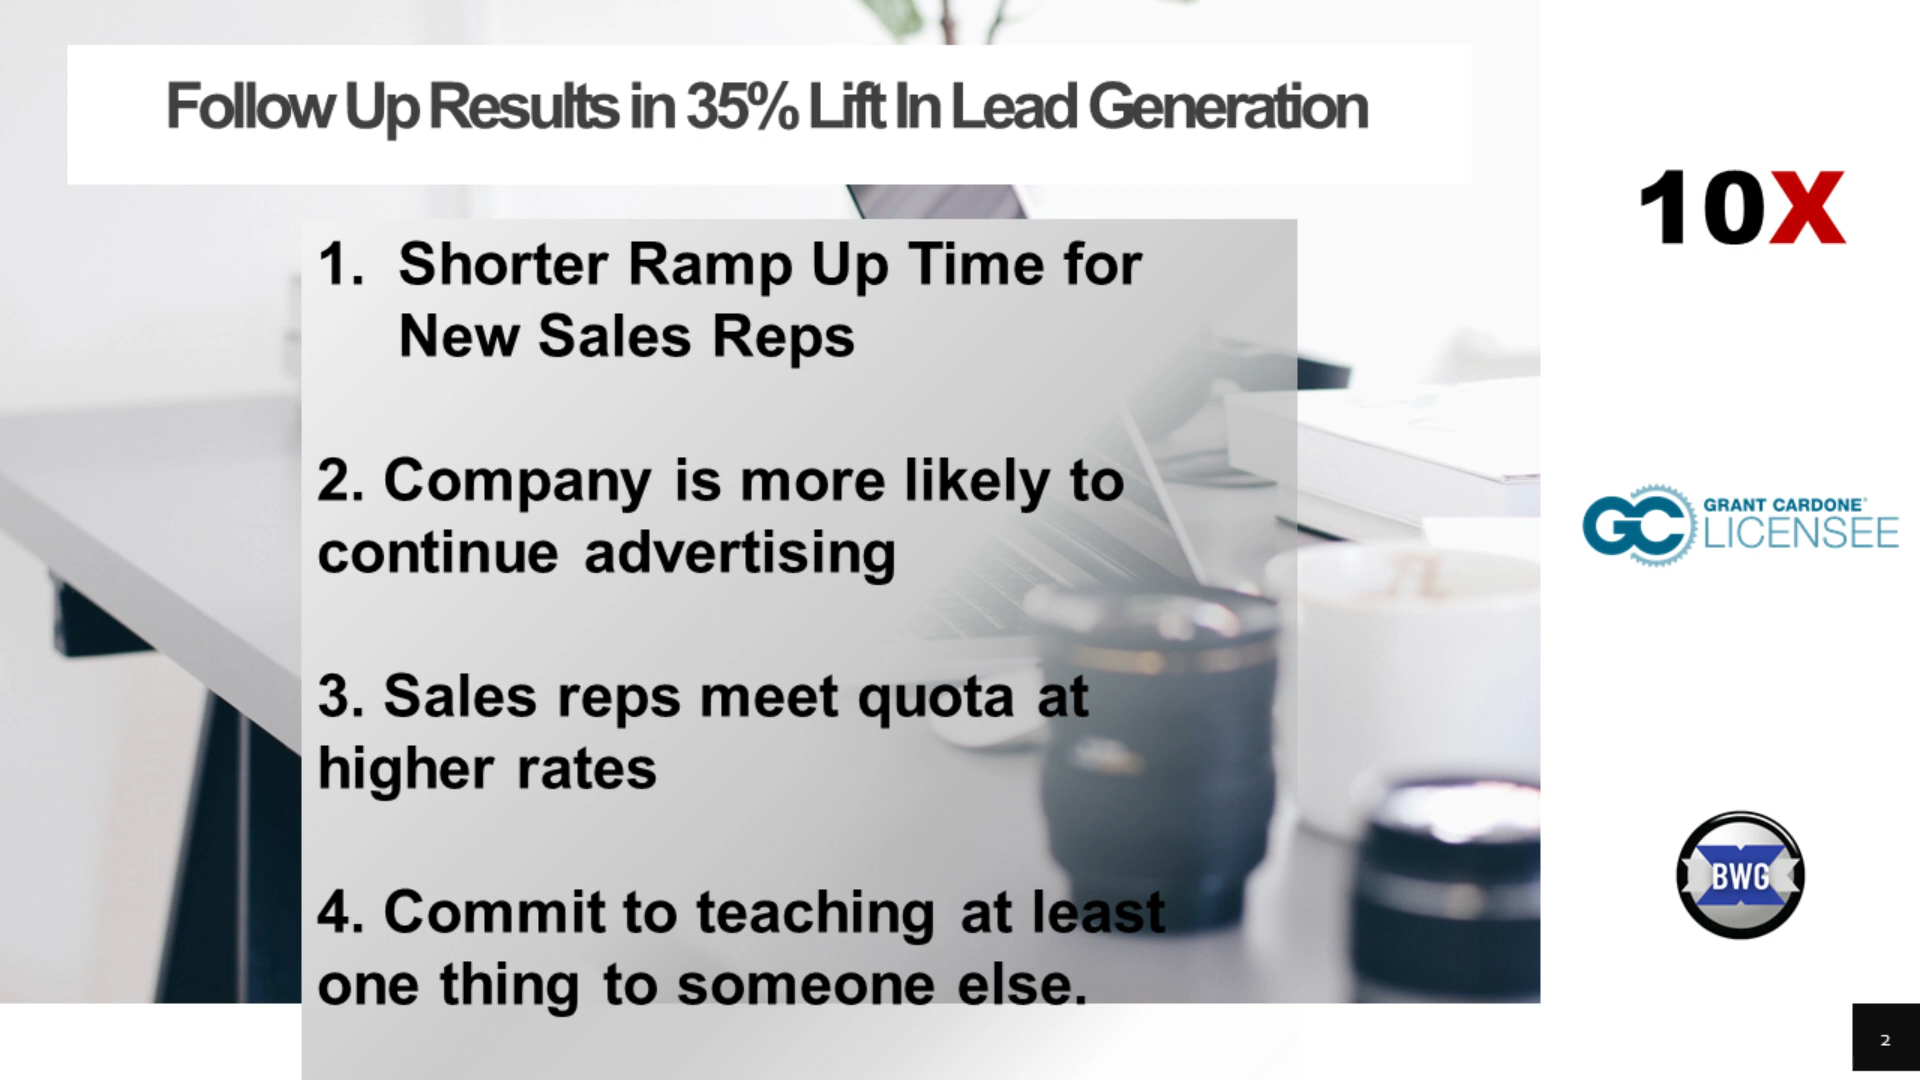 Follow Up Results in 35% Lift In Lead Generation
1. Shorter Ramp Up Time for
New Sales Reps
2. Company is more likely to
continue advertising
3. Sales reps meet quota at
higher rates
4. Commit to teaching at least
one thing to someone else.
10X
GC
GRANT CARDONE®
LICENSEE
BWG
2